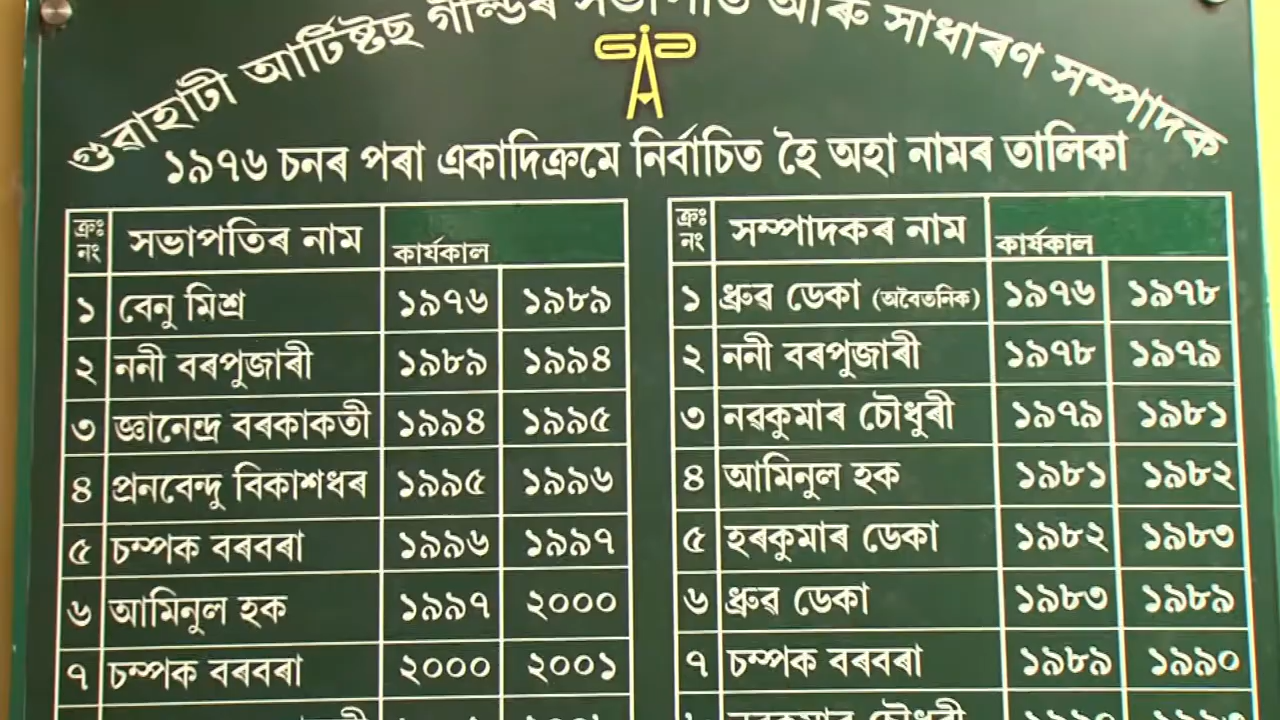 গুৱাহাটী আৰ্টিষ্টছ গীল্ডৰ সভাপতি আৰু সাধাৰণ সম্পাদক
১৯৭৬ চনৰ পৰা একাদিক্ৰমে নিৰ্বাচিত হৈ অহা নামৰ তালিকা
ক্ৰঃ নং সভাপতিৰ নাম কাৰ্যকাল
১ বেনু মিশ্ৰ ১৯৭৬ ১৯৮৯
২ ননী বৰপুজাৰী ১৯৮৯ ১৯৯৪
৩ জ্ঞানেন্দ্ৰ বৰকাকতী ১৯৯৪ ১৯৯৫
৪ প্ৰনবেন্দু বিকাশধৰ ১৯৯৫ ১৯৯৬
৫ চম্পক বৰবৰা ১৯৯৬ ১৯৯৭
৬ আমিনুল হক ১৯৯৭ ২০০০
৭ চম্পক বৰবৰা ২০০০ ২০০১
ক্ৰঃ নং সম্পাদকৰ নাম কাৰ্যকাল
১ ধ্ৰুৱ ডেকা (অবৈতনিক) ১৯৭৬ ১৯৭৮
২ ননী বৰপুজাৰী ১৯৭৮ ১৯৭৯
৩ নৱকুমাৰ চৌধুৰী ১৯৭৯ ১৯৮১
৪ আমিনুল হক ১৯৮১ ১৯৮২
৫ হৰকুমাৰ ডেকা ১৯৮২ ১৯৮৩
৬ ধ্ৰুৱ ডেকা ১৯৮৩ ১৯৮৯
৭ চম্পক বৰবৰা ১৯৮৯ ১৯৯০
নৱকুমাৰ চৌধুৰী